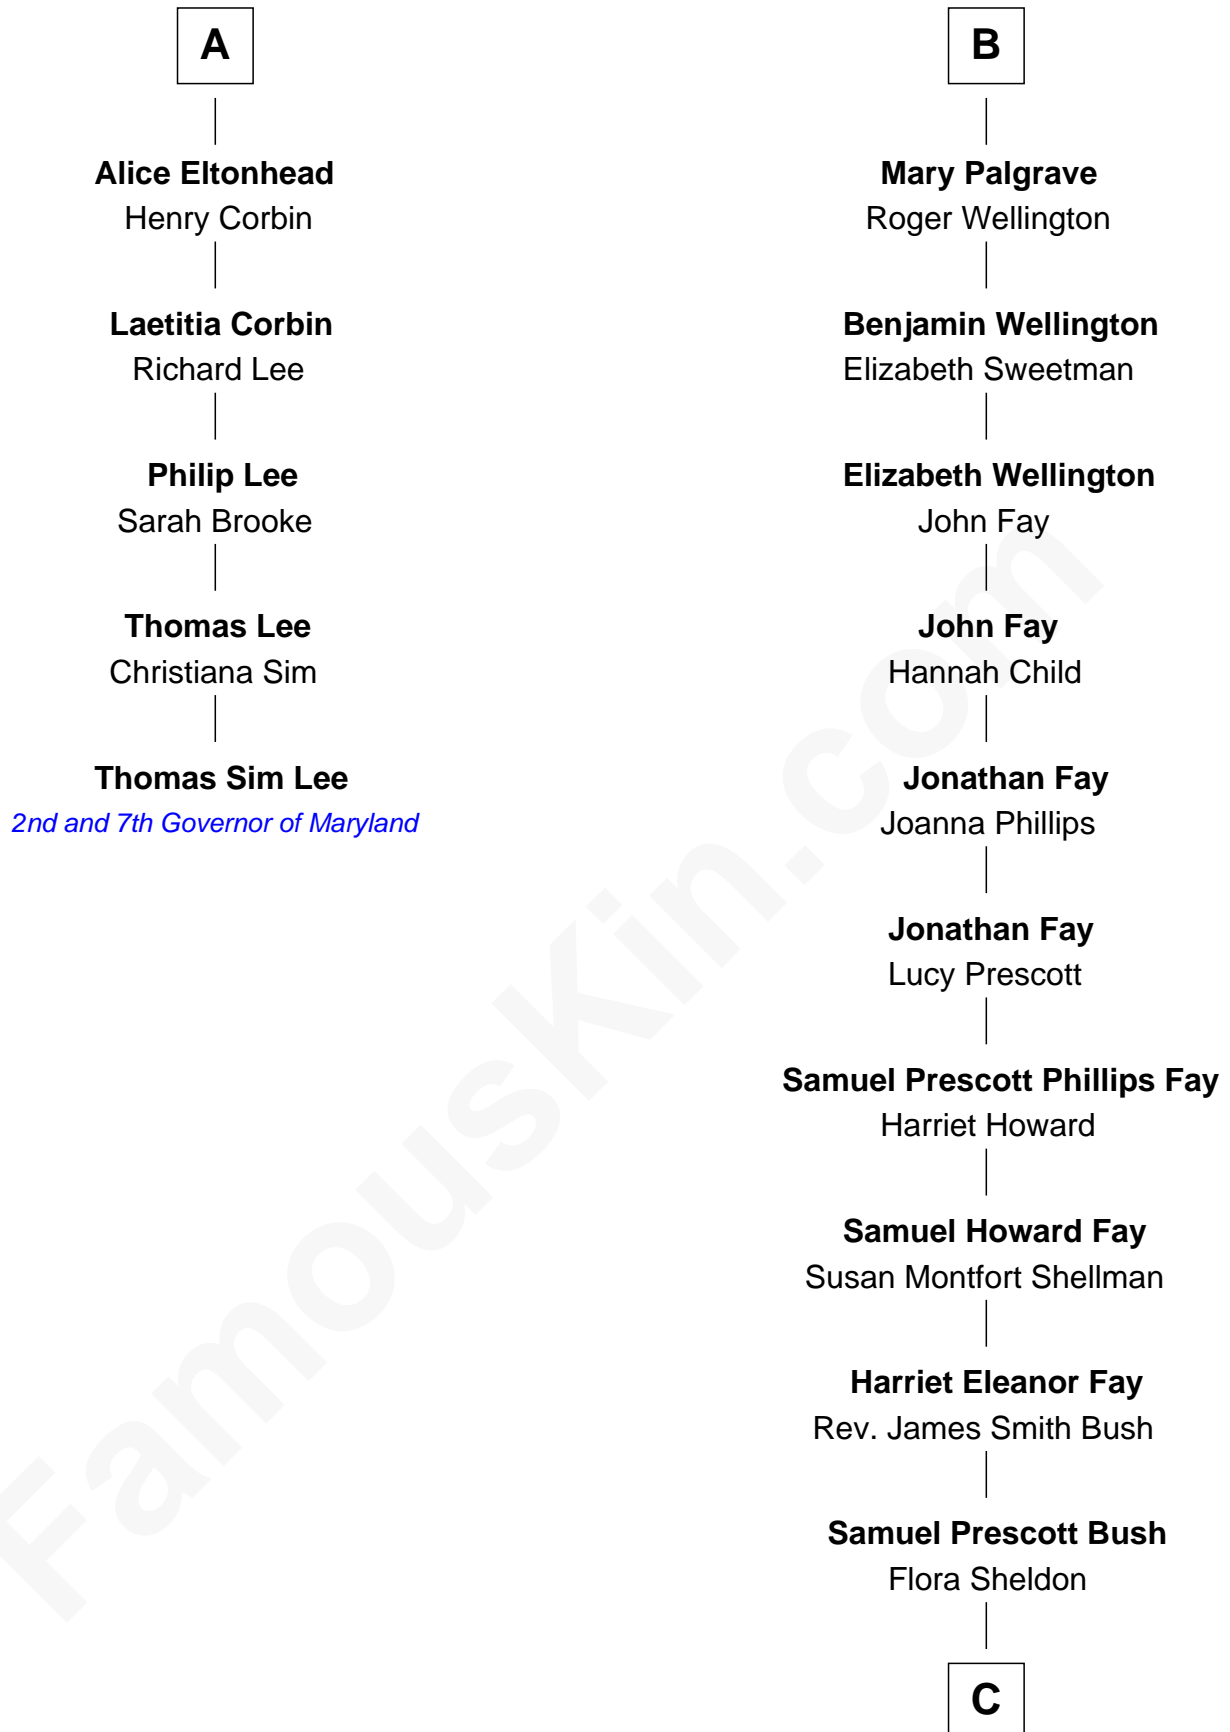 A
Alice Eltonhead
Henry Corbin
Laetitia Corbin
Richard Lee
Philip Lee
Sarah Brooke
Thomas Lee
Christiana Sim
Thomas Sim Lee
2nd and 7th Governor of Maryland
B
Mary Palgrave
Roger Wellington
Benjamin Wellington
Elizabeth Sweetman
Elizabeth Wellington
John Fay
John Fay
Hannah Child
Jonathan Fay
Joanna Phillips
Jonathan Fay
Lucy Prescott
Samuel Prescott Phillips Fay
Harriet Howard
Samuel Howard Fay
Susan Montfort Shellman
Harriet Eleanor Fay
Rev. James Smith Bush
Samuel Prescott Bush
Flora Sheldon
C
FamousKin.com